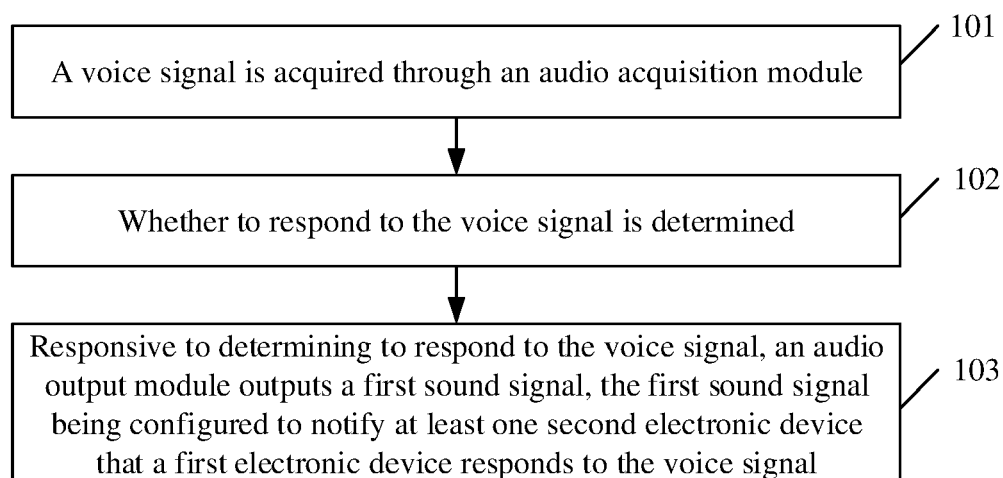 101
A voice signal is acquired through an audio acquisition module
102
Whether to respond to the voice signal is determined
Responsive to determining to respond to the voice signal, an audio
output module outputs a first sound signal, the first sound signal
103
being configured to notify at least one second electronic device
that a first electronic device responds to the voice signal